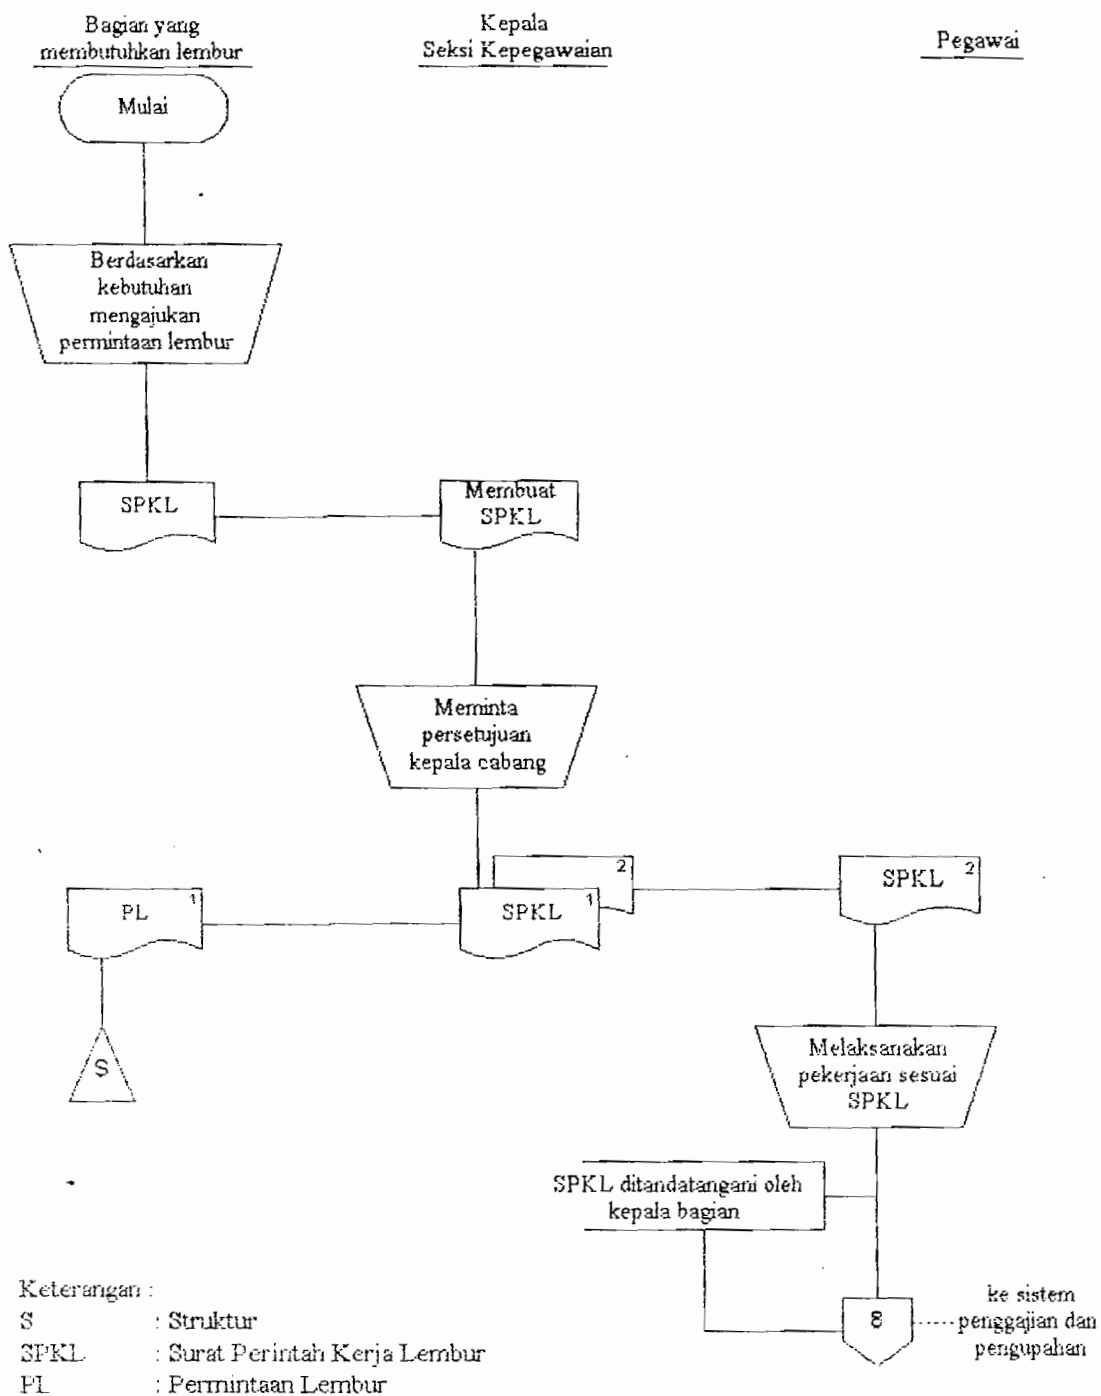 Bagian yang
membutuhkan lembur
Kepala
Seksi Kepegawaian
Pegawai
Mulai
Berdasarkan
kebutuhan
mengajukan
permintaan lembur
SPKL
Membuat
SPKL
Meminta
persetujuan
kepala cabang
PL 1
2
SPKL 1
SPKL 2
S
Melaksanakan
pekerjaan sesuai
SPKL
SPKL ditandatangani oleh
kepala bagian
8
ke sistem
penggajian dan
pengupahan
Keterangan :
S : Struktur
SPKL : Surat Perintah Kerja Lembur
PL : Permintaan Lembur